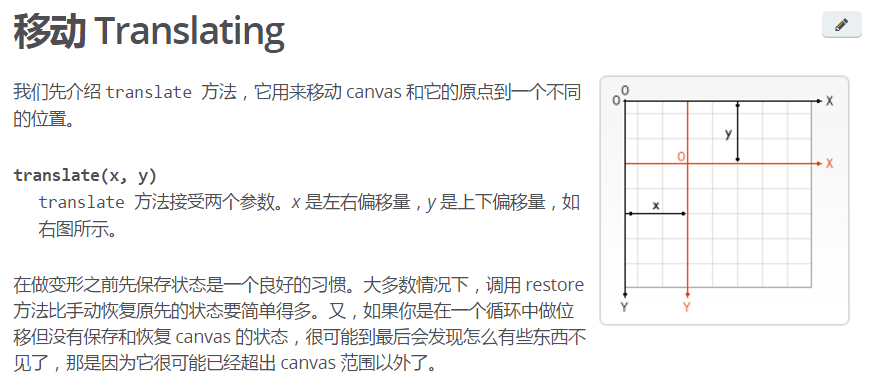 移动 Translating
我们先介绍 translate 方法，它用来移动 canvas 和它的原点到一个不同
的位置。
translate(x, y)
translate 方法接受两个参数。x 是左右偏移量，y 是上下偏移量，如
右图所示。
在做变形之前先保存状态是一个良好的习惯。大多数情况下，调用 restore
方法比手动恢复原先的状态要简单得多。又，如果你是在一个循环中做位
移但没有保存和恢复 canvas 的状态，很可能到最后会发现怎么有些东西不
见了，那是因为它很可能已经超出 canvas 范围以外了。
0
0
X
y
0
X
x
Y
Y